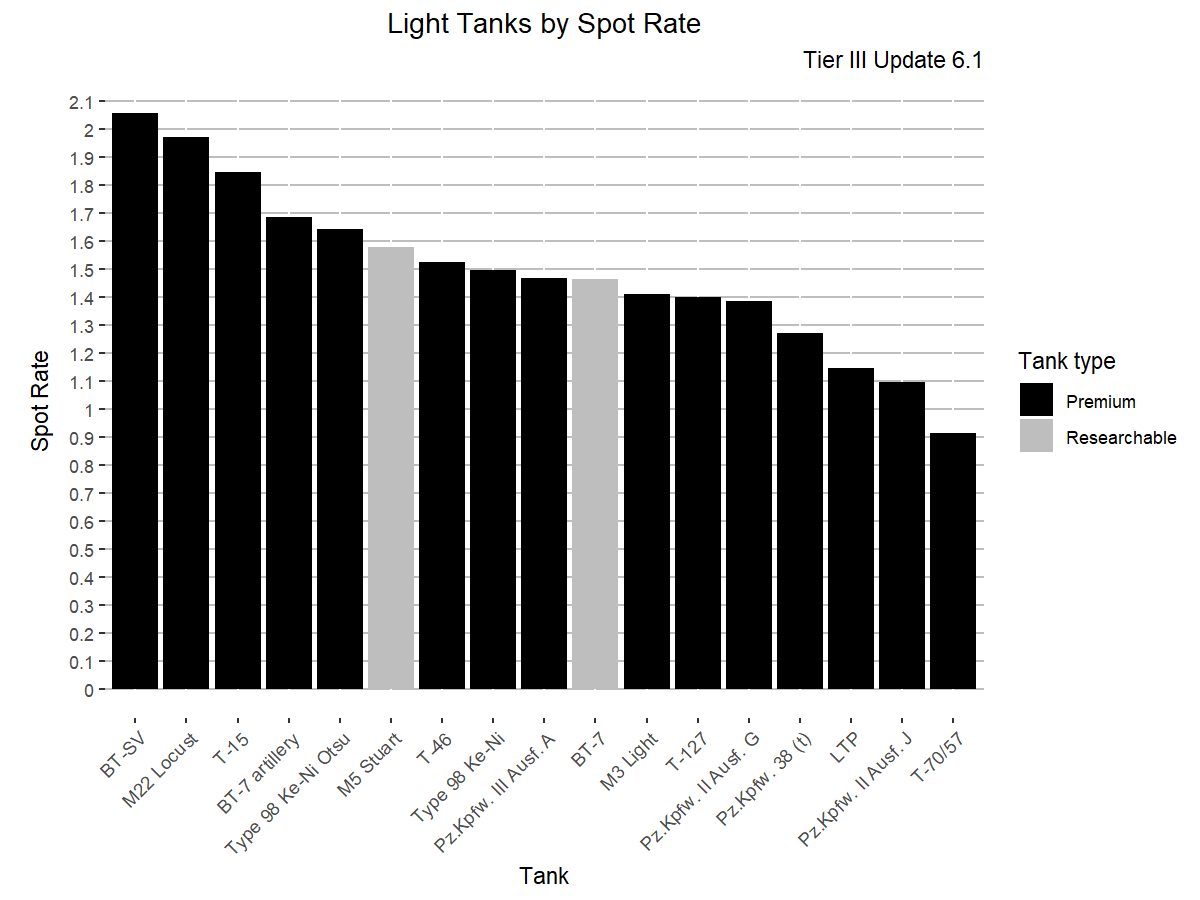 Light Tanks by Spot Rate
Tier III Update 6.1
Spot Rate
2.1
2
1.9
1.8
1.7
1.6
1.5
1.4
1.3
1.2
1.1
1
0.9
0.8
0.7
0.6
0.5
0.4
0.3
0.2
0.1
0
BT-SV
M22 Locust
T-15
BT-7 artillery
Type 98 Ke-Ni Otsu
M5 Stuart
T-46
Type 98 Ke-Ni
Pz.Kpfw. III Ausf. A
BT-7
M3 Light
T-127
Pz.Kpfw. II Ausf. G
Pz.Kpfw. 38 (t)
LTP
Pz.Kpfw. II Ausf. J
T-70/57
Tank
Tank type
Premium
Researchable